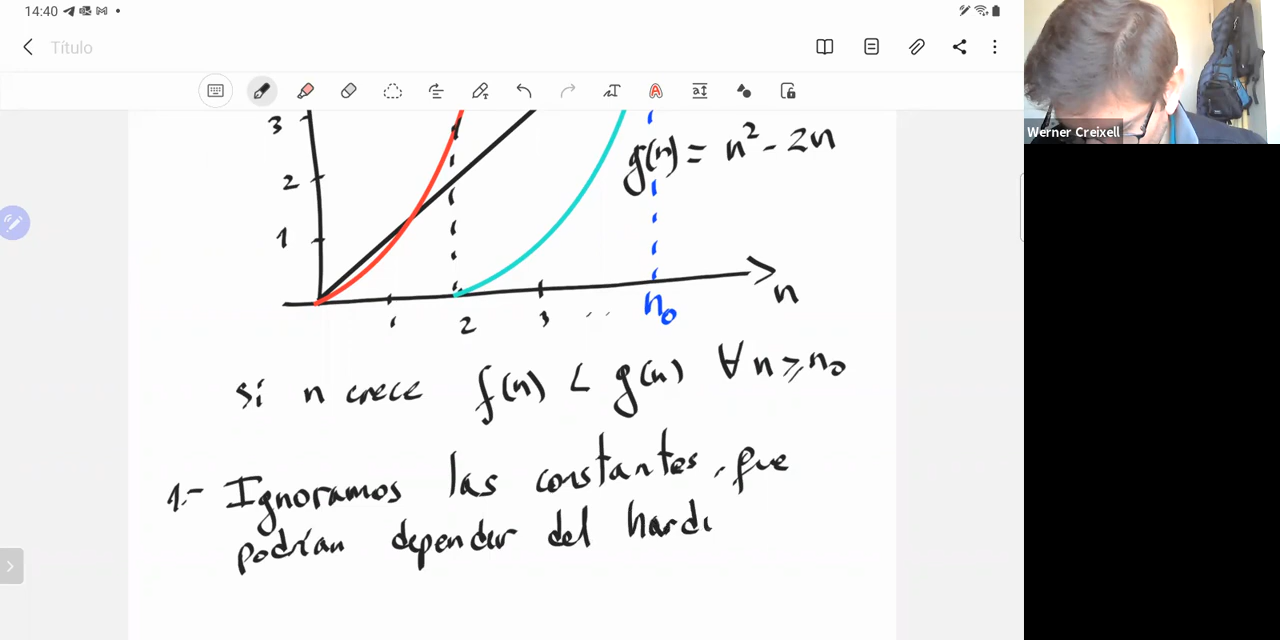 14:40
Título
Werner Creixell
3
2
1
g(n) = n² - 2n
1 2 3 ..
n₀
n
si n crece f(n) < g(n) ∀ n ≥ n₀
1.- Ignoramos las constantes, que
podrían depender del hard